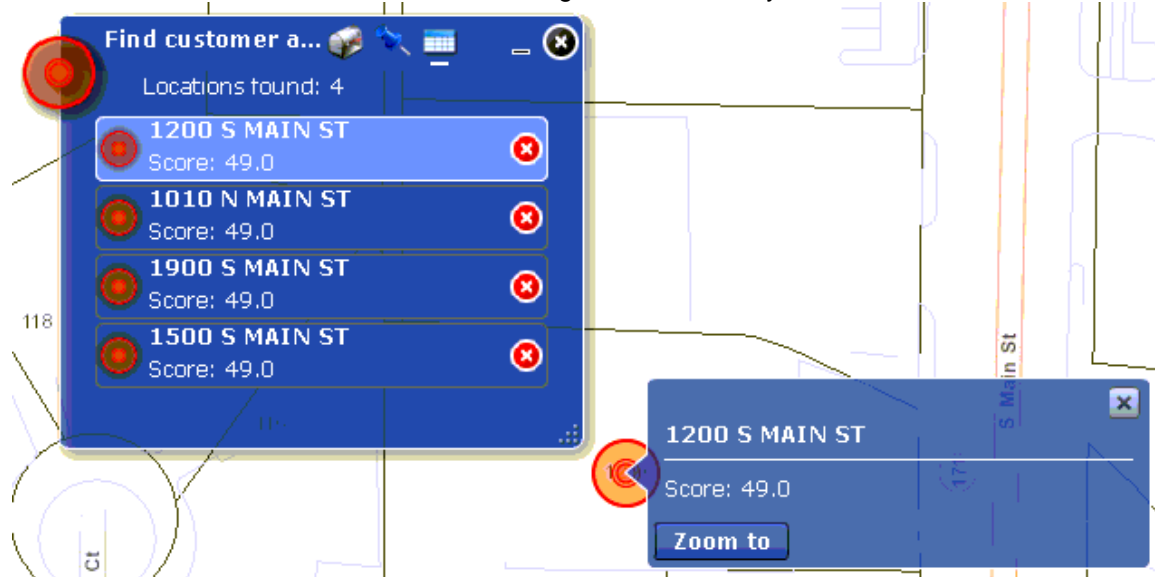 Find customer a...
Locations found: 4
1200 S MAIN ST
Score: 49.0
1010 N MAIN ST
Score: 49.0
1900 S MAIN ST
Score: 49.0
1500 S MAIN ST
Score: 49.0
118
S Main St
1200 S MAIN ST
Score: 49.0
Zoom to
Ct